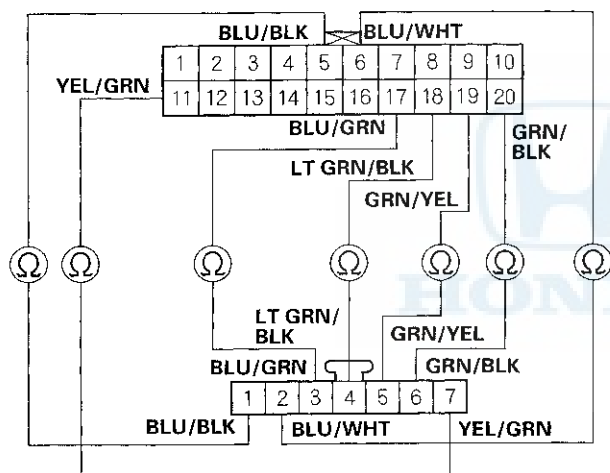 BLU/BLK BLU/WHT
1 2 3 4 5 6 7 8 9 10
YEL/GRN
11 12 13 14 15 16 17 18 19 20
BLU/GRN
GRN/
BLK
LT GRN/BLK
GRN/YEL
Ω Ω Ω Ω Ω Ω Ω
LT GRN/
BLK
GRN/YEL
BLU/GRN
GRN/BLK
1 2 3 4 5 6 7
BLU/BLK BLU/WHT YEL/GRN
HON